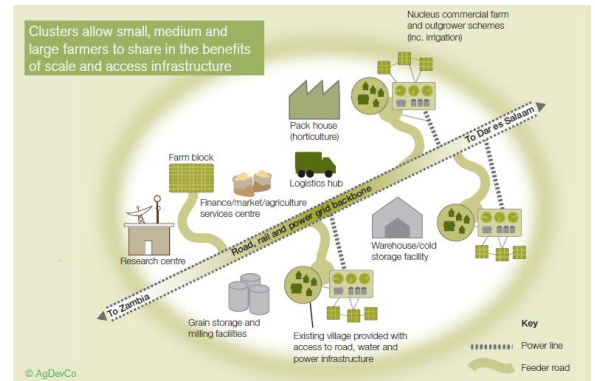 Clusters allow small, medium and
large farmers to share in the benefits
of scale and access infrastructure
Nucleus commercial farm
and outgrower schemes
(inc. irrigation)
Pack house
(horticulture)
To Dar es Salaam
Farm block
Logistics hub
Finance/market/agriculture
services centre
Road, rail and power grid backbone
Warehouse/cold
storage facility
Research centre
To Zambia
Grain storage and
milling facilities
Existing village provided with
access to road, water and
power infrastructure
Key
Power line
Feeder road
© AgDevCo